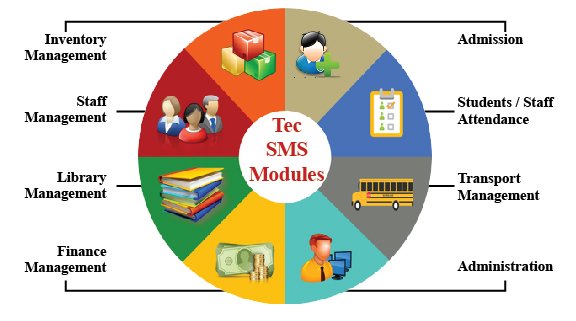 Inventory
Management
Staff
Management
Library
Management
Finance
Management
Tec
SMS
Modules
Admission
Students / Staff
Attendance
Transport
Management
Administration